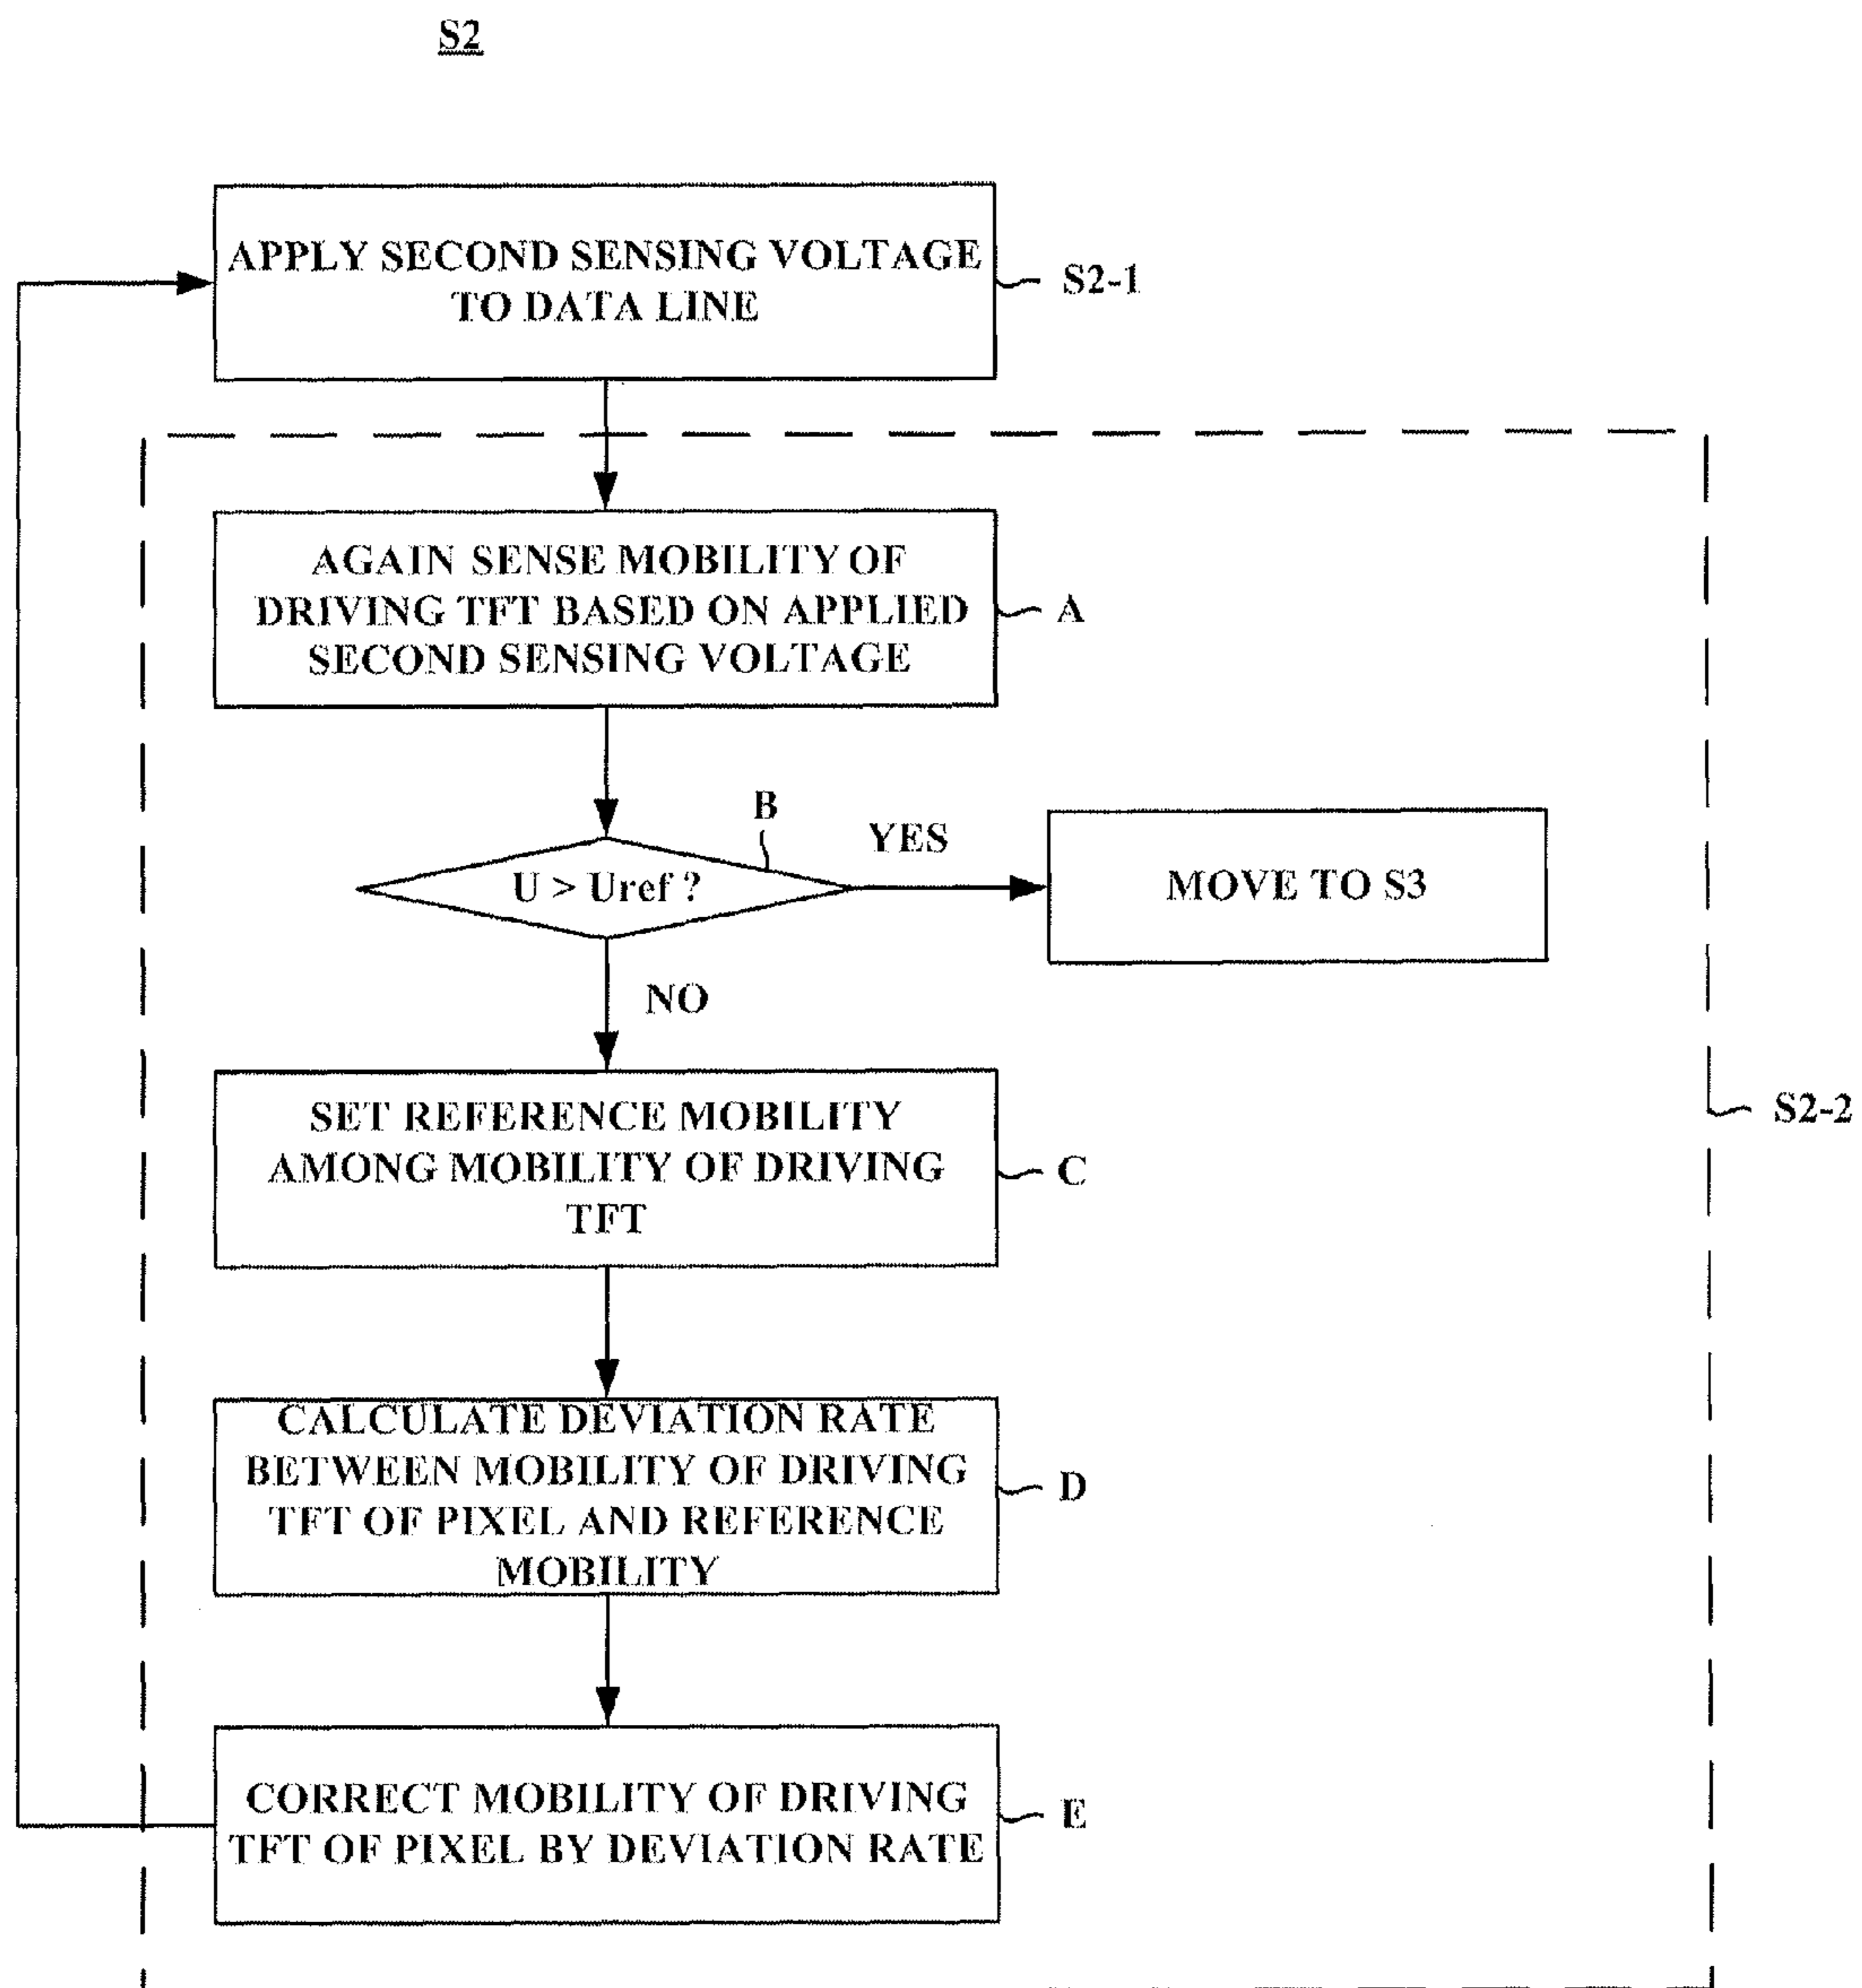 S2
APPLY SECOND SENSING VOLTAGE
TO DATA LINE
S2-1
AGAIN SENSE MOBILITY OF
DRIVING TFT BASED ON APPLIED
SECOND SENSING VOLTAGE
A
B
YES
U > Uref ?
MOVE TO S3
NO
SET REFERENCE MOBILITY
AMONG MOBILITY OF DRIVING
TFT
C
S2-2
CALCULATE DEVIATION RATE
BETWEEN MOBILITY OF DRIVING
TFT OF PIXEL AND REFERENCE
MOBILITY
D
CORRECT MOBILITY OF DRIVING
TFT OF PIXEL BY DEVIATION RATE
E